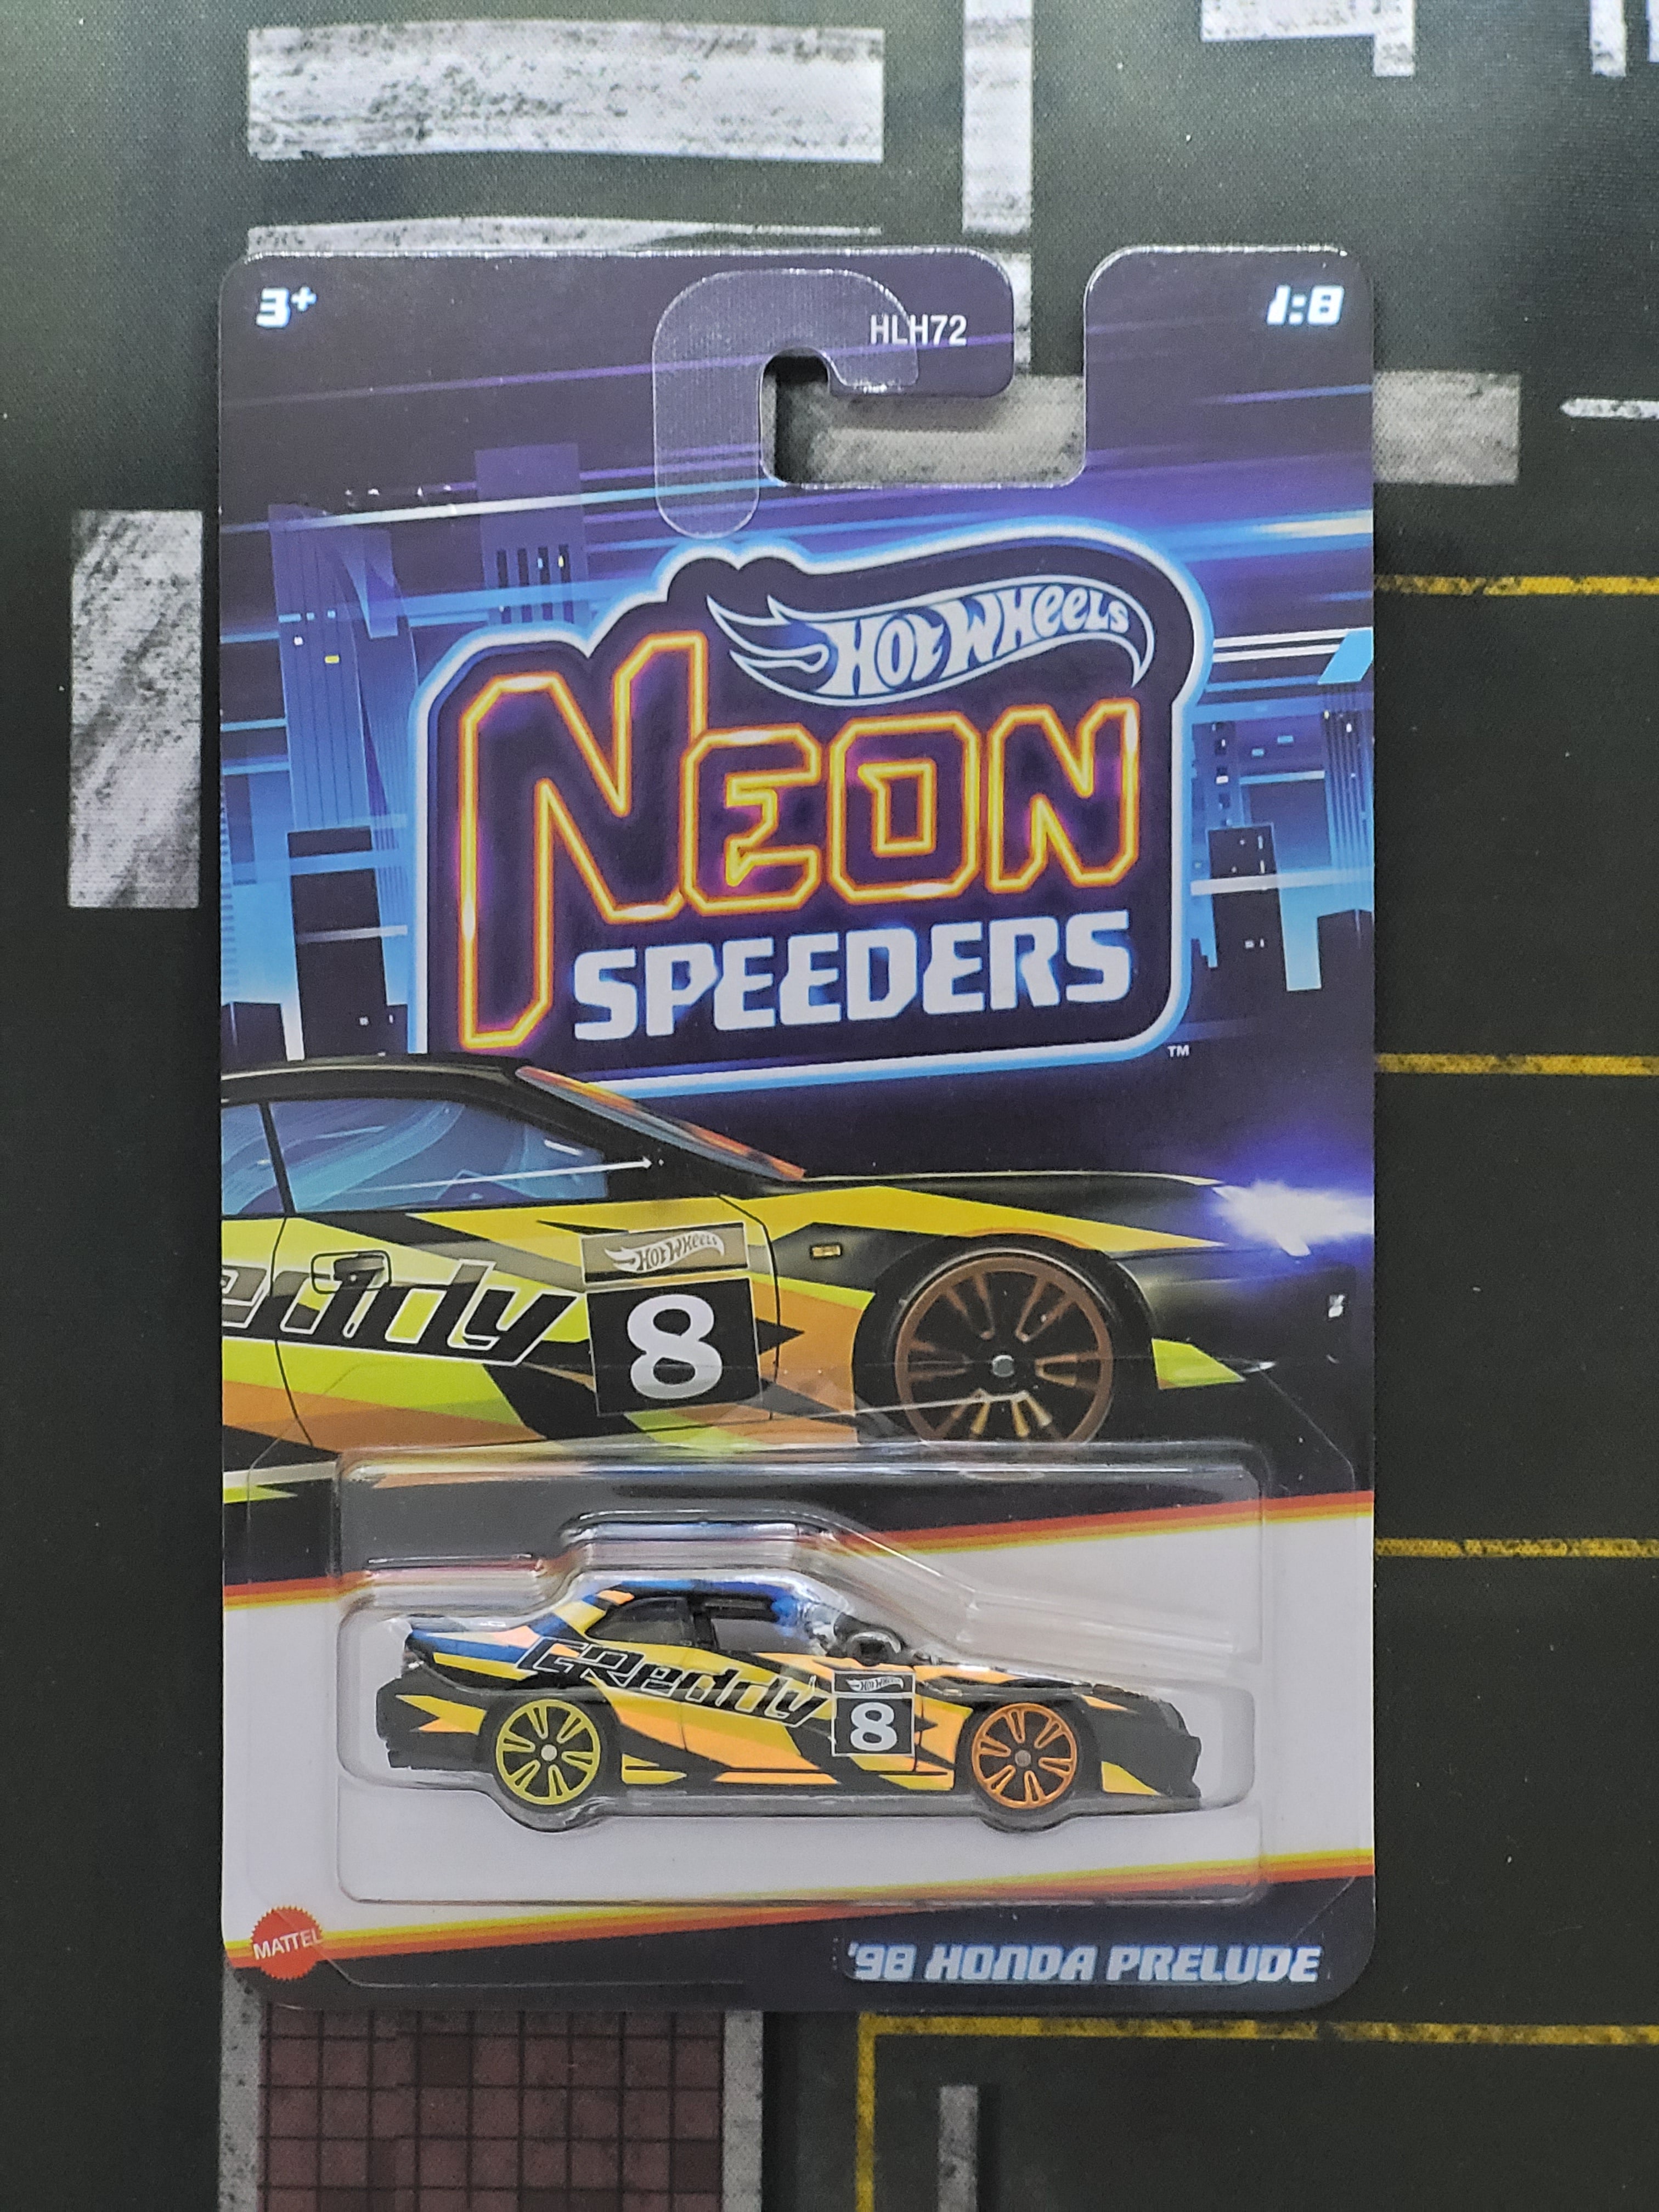 3+
1:8
HLH72
HOT WHEELS
NEON
SPEEDERS
™
HOT WHEELS
eddy
8
GReddy
HOT WHEELS
8
MATTEL
'98 HONDA PRELUDE